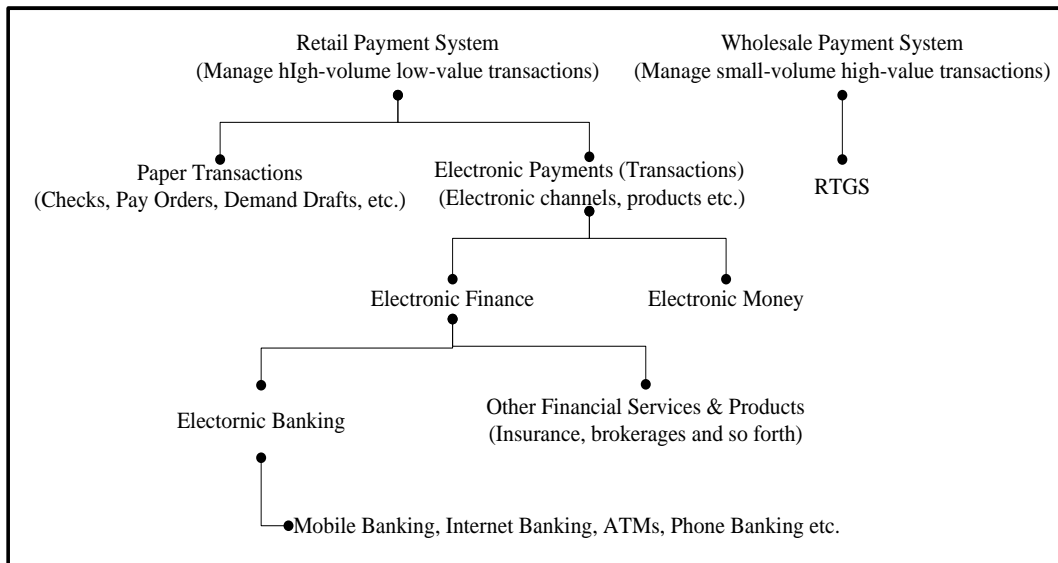 Retail Payment System
(Manage hIgh-volume low-value transactions)
Wholesale Payment System
(Manage small-volume high-value transactions)
Paper Transactions
(Checks, Pay Orders, Demand Drafts, etc.)
Electronic Payments (Transactions)
(Electronic channels, products etc.)
RTGS
Electronic Finance
Electronic Money
Electornic Banking
Other Financial Services & Products
(Insurance, brokerages and so forth)
Mobile Banking, Internet Banking, ATMs, Phone Banking etc.